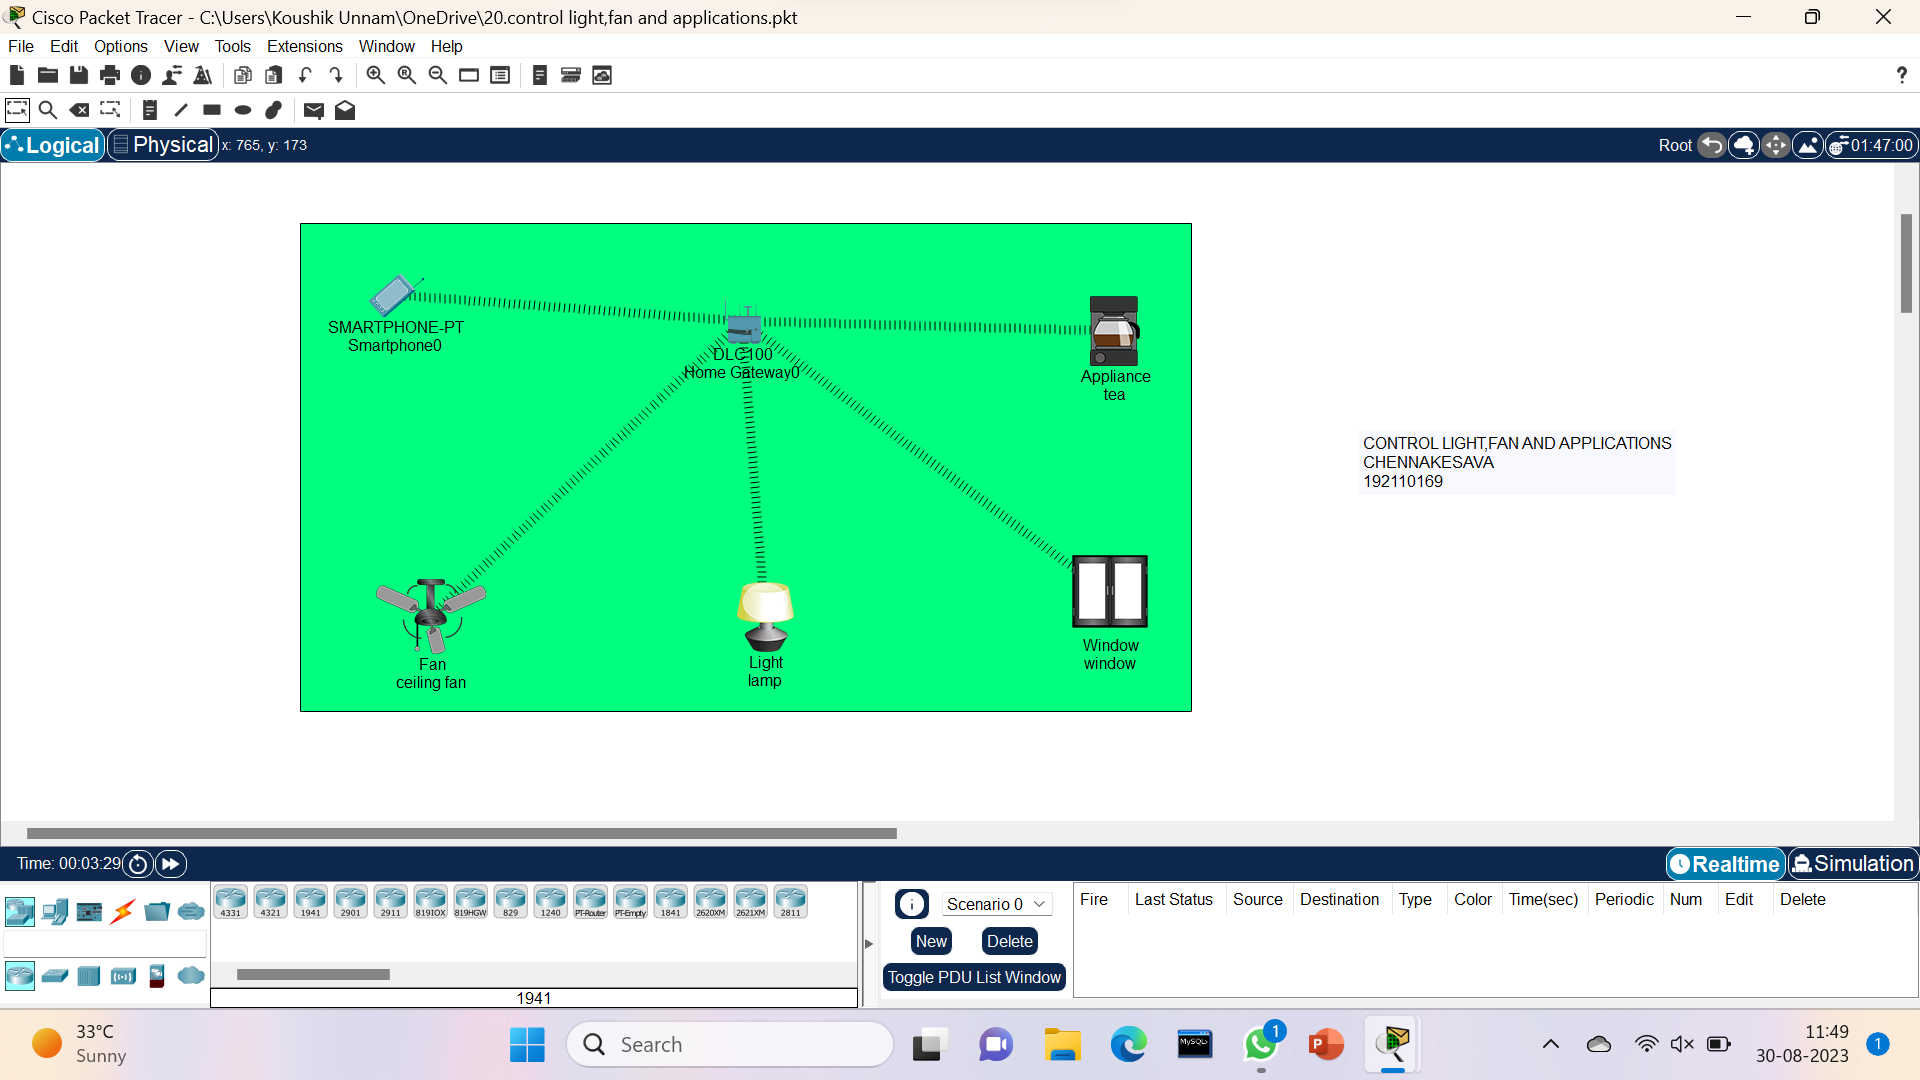 Cisco Packet Tracer - C:\Users\Koushik Unnam\OneDrive\20.control light,fan and applications.pkt
File Edit Options View Tools Extensions Window Help
?
Logical Physical x: 765, y: 173 Root 01:47:00
SMARTPHONE-PT
Smartphone0
DLC100
Home Gateway0
Appliance
tea
CONTROL LIGHT,FAN AND APPLICATIONS
CHENNAKESAVA
192110169
Fan
ceiling fan
Light
lamp
Window
window
Time: 00:03:29 Realtime Simulation
4331 4321 1941 2901 2911 819IOX 819HGW 829 1240 PT-Router PT-Empty 1841 2620XM 2621XM 2811
1941
Scenario 0
New Delete
Toggle PDU List Window
Fire Last Status Source Destination Type Color Time(sec) Periodic Num Edit Delete
33°C
Sunny
Search
MySQL
1
P
11:49
30-08-2023
1